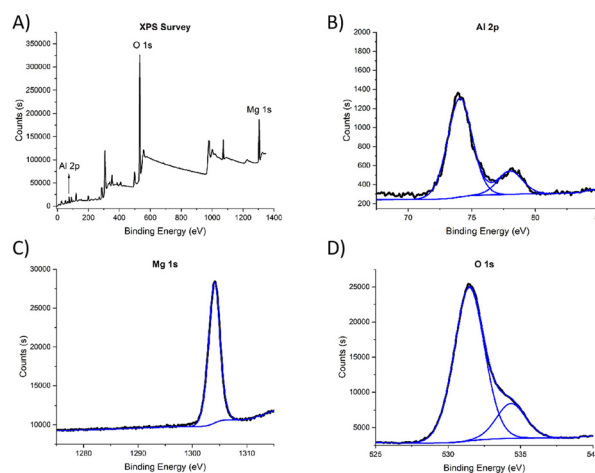 A)
XPS Survey
O 1s
Mg 1s
Al 2p
Counts (s)
350000
300000
250000
200000
150000
100000
50000
0
0 200 400 600 800 1000 1200 1400
Binding Energy (eV)
B)
Al 2p
Counts (s)
2000
1800
1600
1400
1200
1000
800
600
400
200
70 75 80
Binding Energy (eV)
C)
Mg 1s
Counts (s)
30000
25000
20000
15000
10000
1280 1290 1300 1310
Binding Energy (eV)
D)
O 1s
Counts (s)
25000
20000
15000
10000
5000
525 530 535 54
Binding Energy (eV)